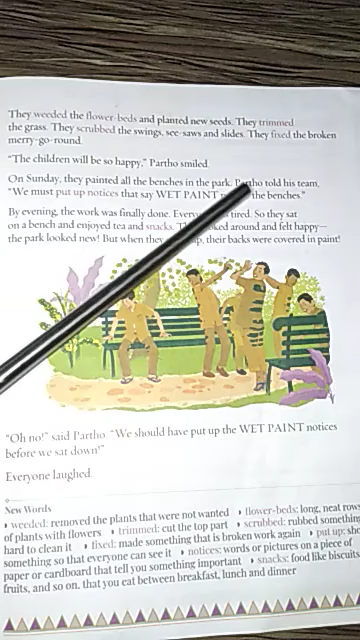 They weeded the flower-beds and planted new seeds. They trimmed
the grass. They scrubbed the swings, see-saws and slides. They fixed the broken
merry-go-round.
"The children will be so happy," Partho smiled.
On Sunday, they painted all the benches in the park. Partho told his team,
"We must put up notices that say WET PAINT the benches."
By evening, the work was finally done. tired. So they sat
on a bench and enjoyed tea and snacks. around and felt happy—
the park looked new! But when they up, their backs were covered in paint!
"Oh no!" said Partho. "We should have put up the WET PAINT notices
before we sat down!"
Everyone laughed.
New Words
weeded: removed the plants that were not wanted flower-beds: long, neat rows
of plants with flowers trimmed: cut the top part scrubbed: rubbed something
hard to clean it fixed: made something that is broken work again put up:
something so that everyone can see it notices: words or pictures on a piece of
paper or cardboard that tell you something important snacks: food like biscuits
fruits, and so on, that you eat between breakfast, lunch and dinner